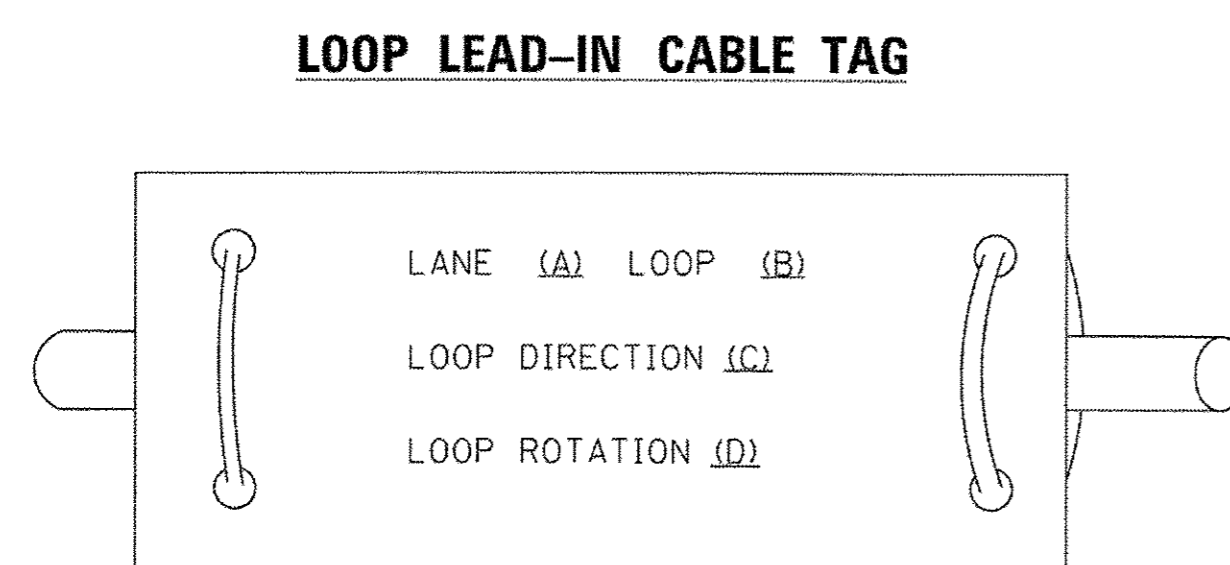 LOOP LEAD–IN CABLE TAG
LANE (A) LOOP (B)
LOOP DIRECTION (C)
LOOP ROTATION (D)